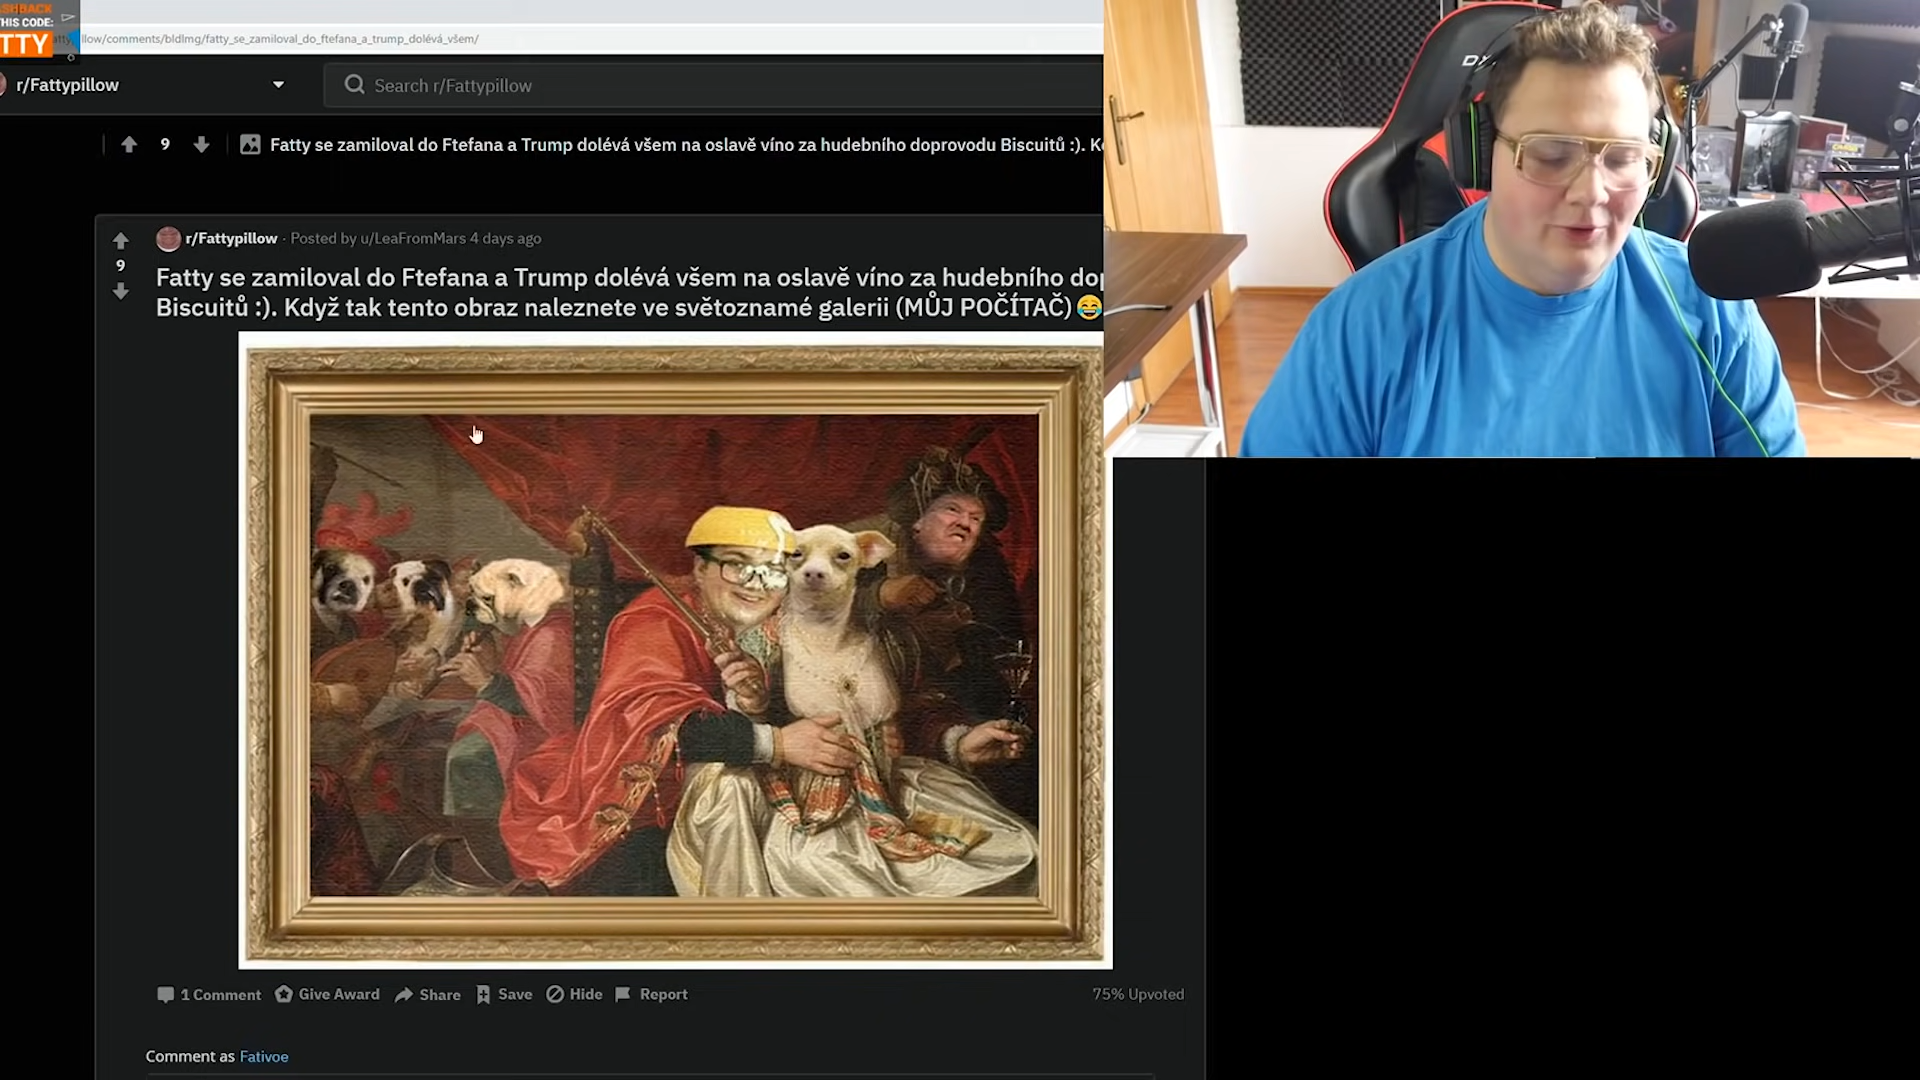 SHBACK
THIS CODE:
TTY
llow/comments/bldlmg/fatty_se_zamiloval_do_ftefana_a_trump_dolévá_všem/
r/Fattypillow
Search r/Fattypillow
9
Fatty se zamiloval do Ftefana a Trump dolévá všem na oslavě víno za hudebního doprovodu Biscuitů :). K
9
r/Fattypillow · Posted by u/LeaFromMars 4 days ago
Fatty se zamiloval do Ftefana a Trump dolévá všem na oslavě víno za hudebního do
Biscuitů :). Když tak tento obraz naleznete ve světoznamé galerii (MŮJ POČÍTAČ)😂
1 Comment Give Award Share Save Hide Report 75% Upvoted
Comment as Fativoe